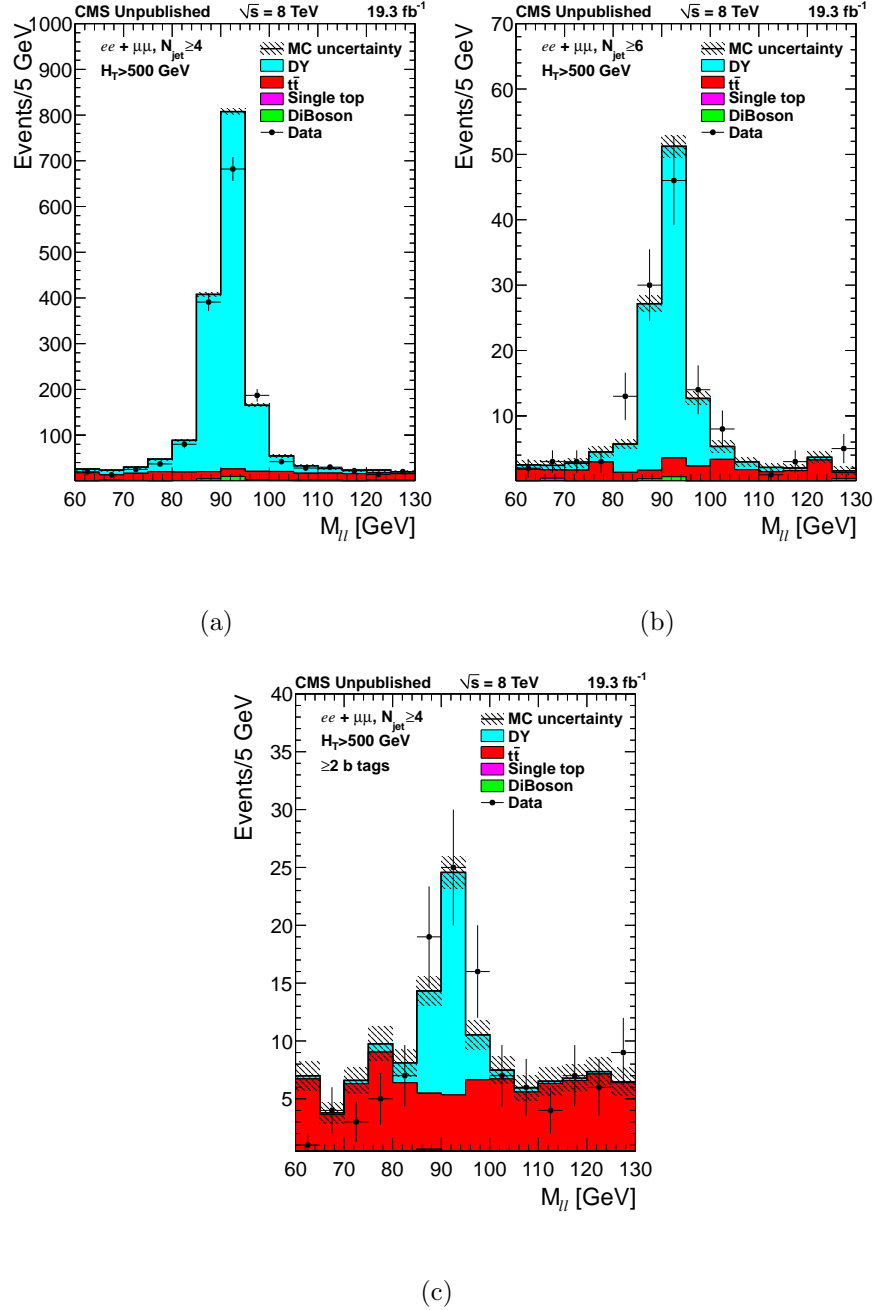 CMS Unpublished √s = 8 TeV 19.3 fb⁻¹
ee + μμ, N_jet≥4
H_T>500 GeV
MC uncertainty
DY
tt̄
Single top
DiBoson
Data
Events/5 GeV
1000
900
800
700
600
500
400
300
200
100
60 70 80 90 100 110 120 130
M_ll [GeV]
(a)
CMS Unpublished √s = 8 TeV 19.3 fb⁻¹
ee + μμ, N_jet≥6
H_T>500 GeV
MC uncertainty
DY
tt̄
Single top
DiBoson
Data
Events/5 GeV
70
60
50
40
30
20
10
60 70 80 90 100 110 120 130
M_ll [GeV]
(b)
CMS Unpublished √s = 8 TeV 19.3 fb⁻¹
ee + μμ, N_jet≥4
H_T>500 GeV
≥2 b tags
MC uncertainty
DY
tt̄
Single top
DiBoson
Data
Events/5 GeV
40
35
30
25
20
15
10
5
60 70 80 90 100 110 120 130
M_ll [GeV]
(c)